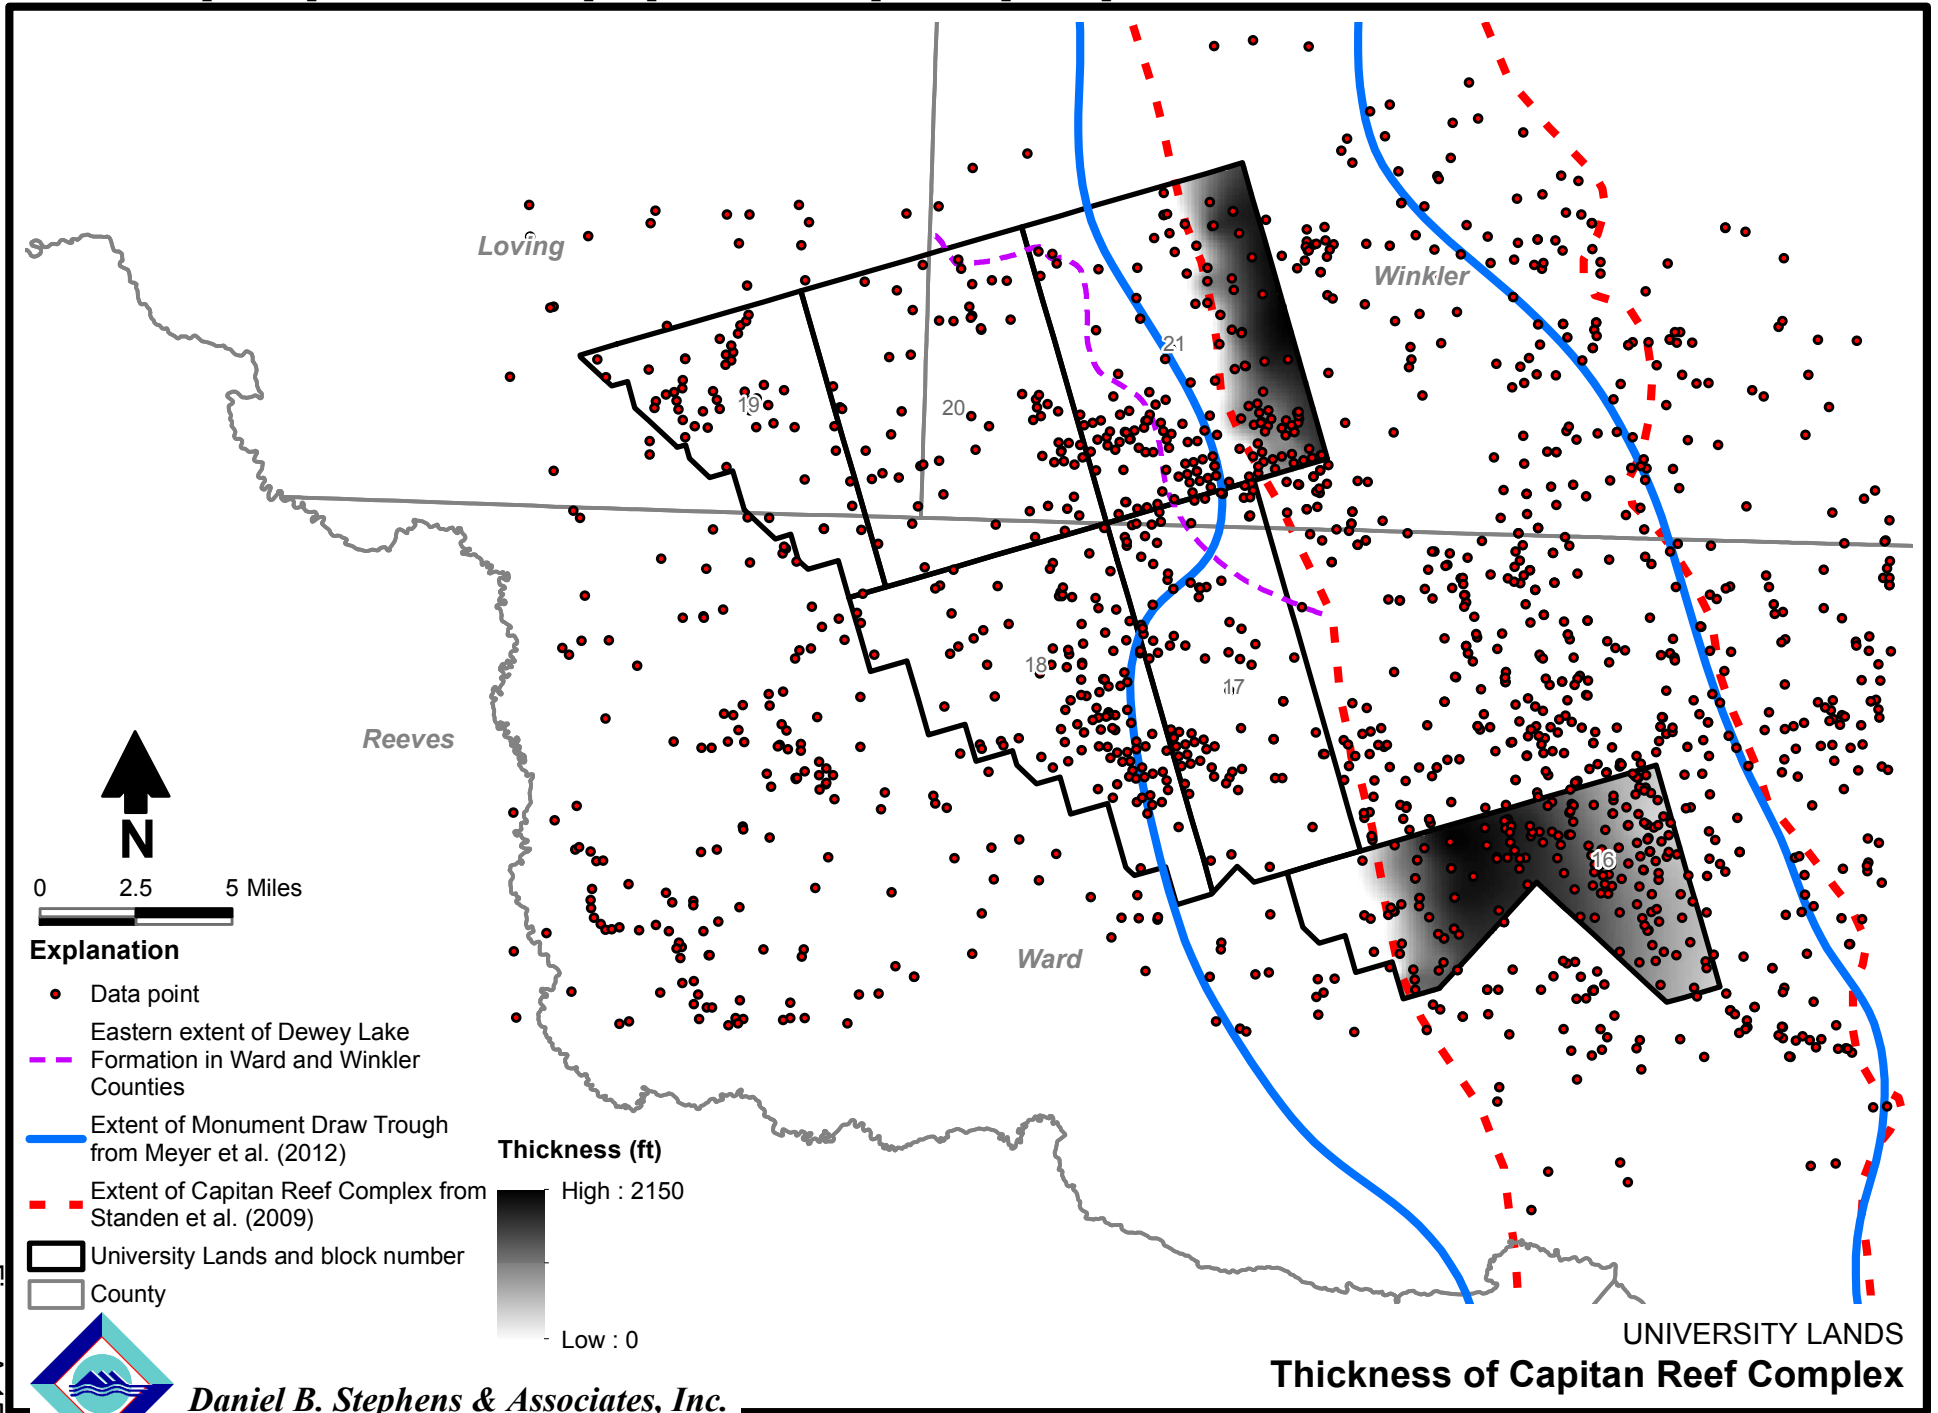 Loving
Winkler
21
19
20
18
17
Reeves
16
Ward
N
0 2.5 5 Miles
Explanation
Data point
Eastern extent of Dewey Lake
Formation in Ward and Winkler
Counties
Extent of Monument Draw Trough
from Meyer et al. (2012)
Extent of Capitan Reef Complex from
Standen et al. (2009)
University Lands and block number
County
Thickness (ft)
High : 2150
Low : 0
UNIVERSITY LANDS
Thickness of Capitan Reef Complex
Daniel B. Stephens & Associates, Inc.